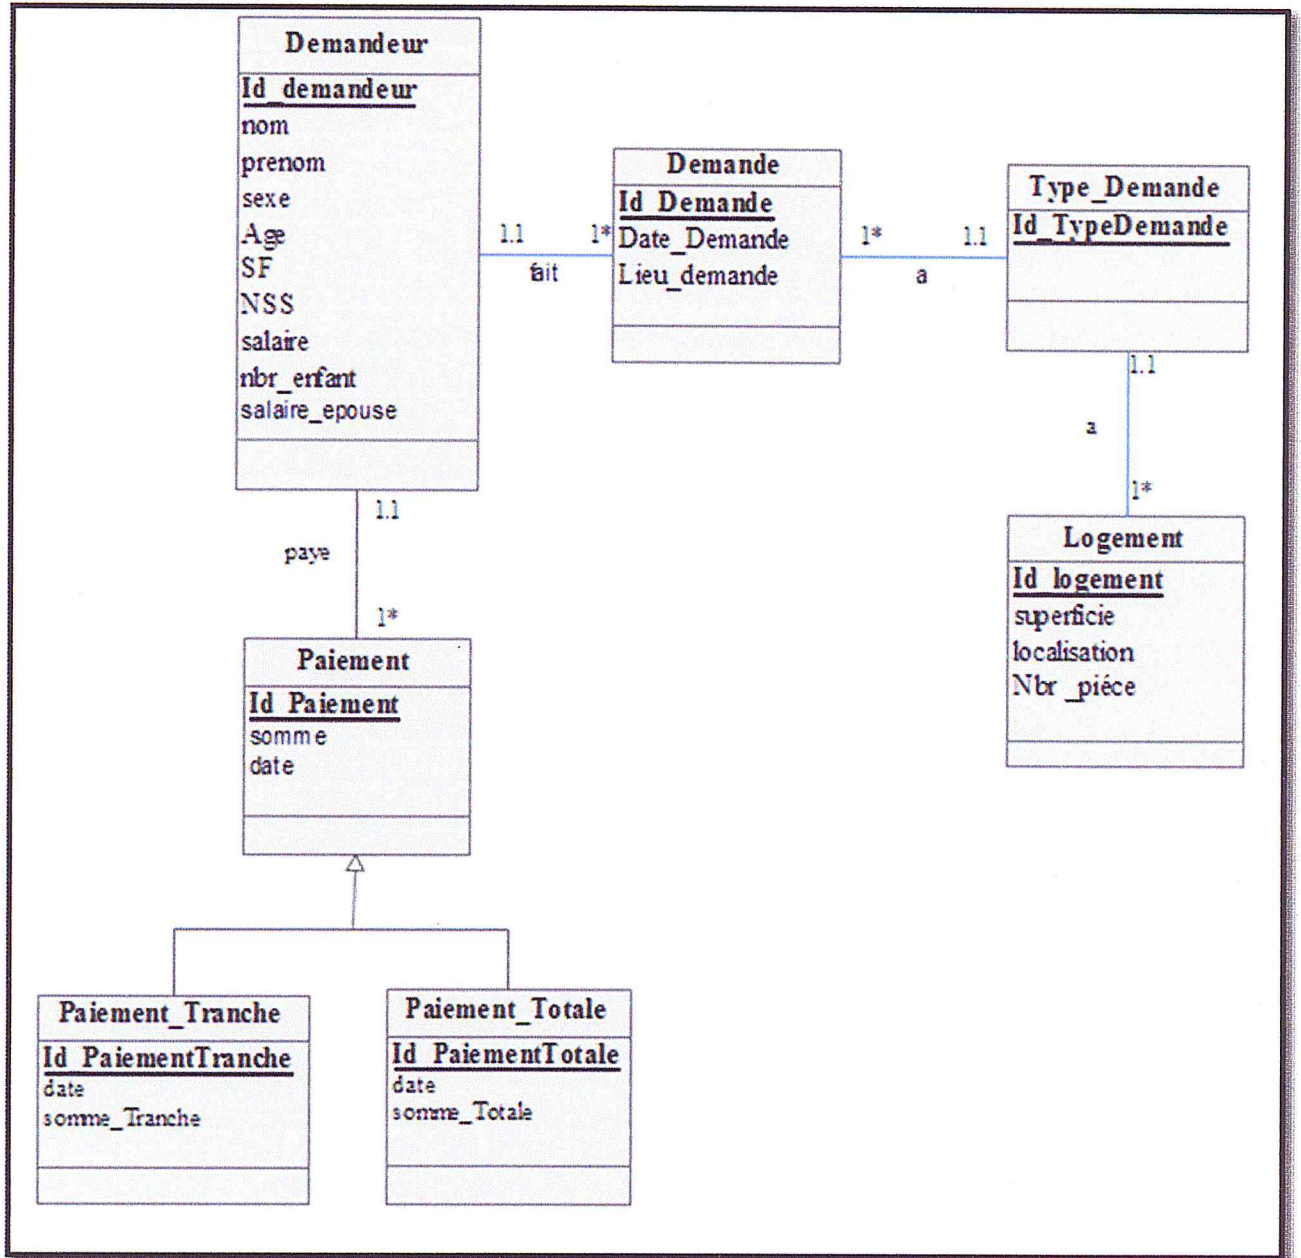 Demandeur
Id_demandeur
nom
prenom
sexe
Age
SF
NSS
salaire
nbr_enfant
salaire_epouse
1.1
1*
fait
Demande
Id_Demande
Date_Demande
Lieu_demande
1*
1.1
a
Type_Demande
Id_TypeDemande
1.1
a
1*
Logement
Id_logement
superficie
localisation
Nbr _piéce
1.1
paye
1*
Paiement
Id_Paiement
somme
date
Paiement_Tranche
Id_PaiementTranche
date
somme_Tranche
Paiement_Totale
Id_PaiementTotale
date
somme_Totale